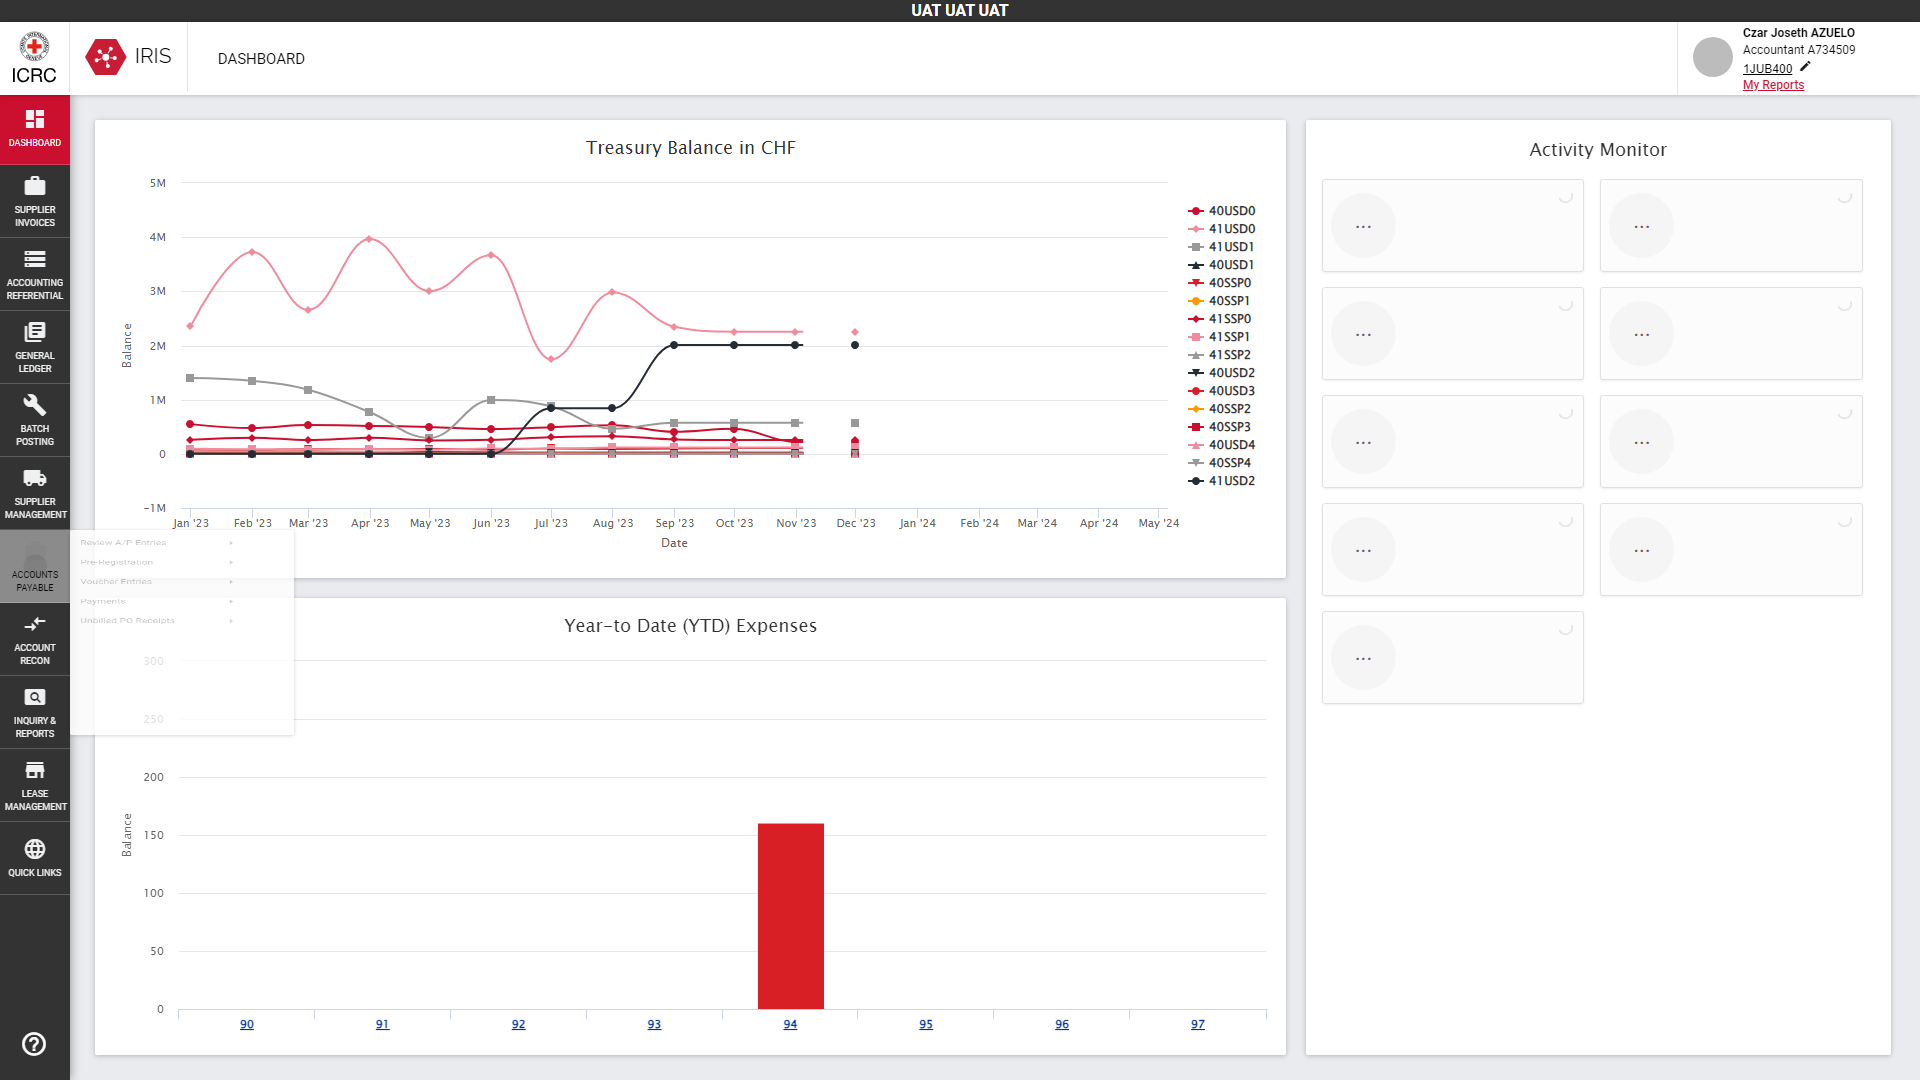 UAT UAT UAT
ICRC
IRIS
DASHBOARD
Czar Joseth AZUELO
Accountant A734509
1JUB400
My Reports
DASHBOARD
SUPPLIER
INVOICES
ACCOUNTING
REFERENTIAL
GENERAL
LEDGER
BATCH
POSTING
SUPPLIER
MANAGEMENT
ACCOUNTS
PAYABLE
ACCOUNT
RECON
INQUIRY &
REPORTS
LEASE
MANAGEMENT
QUICK LINKS
Review A/P Entries
Pre-Registration
Voucher Entries
Payments
Unbilled PO Receipts
Treasury Balance in CHF
5M
4M
3M
2M
1M
0
-1M
Balance
Jan '23 Feb '23 Mar '23 Apr '23 May '23 Jun '23 Jul '23 Aug '23 Sep '23 Oct '23 Nov '23 Dec '23 Jan '24 Feb '24 Mar '24 Apr '24 May '24
Date
40USD0
41USD0
41USD1
40USD1
40SSP0
40SSP1
41SSP0
41SSP1
41SSP2
40USD2
40USD3
40SSP2
40SSP3
40USD4
40SSP4
41USD2
Year-to Date (YTD) Expenses
300
250
200
150
100
50
0
Balance
90 91 92 93 94 95 96 97
Activity Monitor
... ...
... ...
... ...
... ...
...